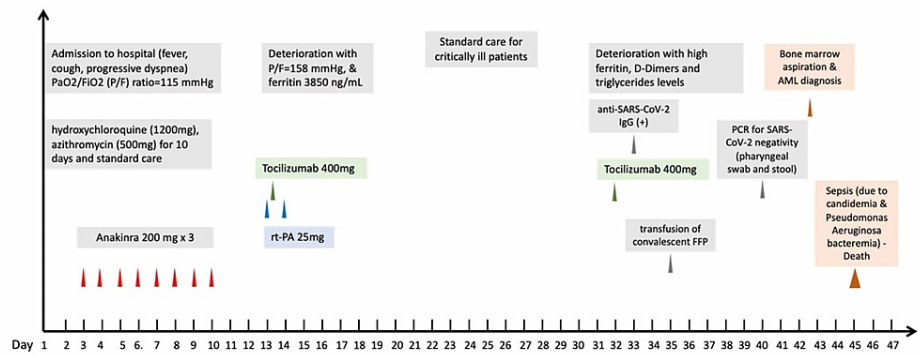 Admission to hospital (fever,
cough, progressive dyspnea)
PaO2/FiO2 (P/F) ratio=115 mmHg
Deterioration with
P/F=158 mmHg, &
ferritin 3850 ng/mL
Standard care for
critically ill patients
Deterioration with high
ferritin, D-Dimers and
triglycerides levels
Bone marrow
aspiration &
AML diagnosis
hydroxychloroquine (1200mg),
azithromycin (500mg) for 10
days and standard care
anti-SARS-CoV-2
IgG (+)
PCR for SARS-
CoV-2 negativity
(pharyngeal
swab and stool)
Tocilizumab 400mg
Tocilizumab 400mg
Sepsis (due to
candidemia &
Pseudomonas
Aeruginosa
bacteremia) -
Death
Anakinra 200 mg x 3
rt-PA 25mg
transfusion of
convalescent FFP
Day 1 2 3 4 5 6. 7 8 9 10 11 12 13 14 15 16 17 18 19 20 21 22 23 24 25 26 27 28 29 30 31 32 33 34 35 36 37 38 39 40 41 42 43 44 45 46 47